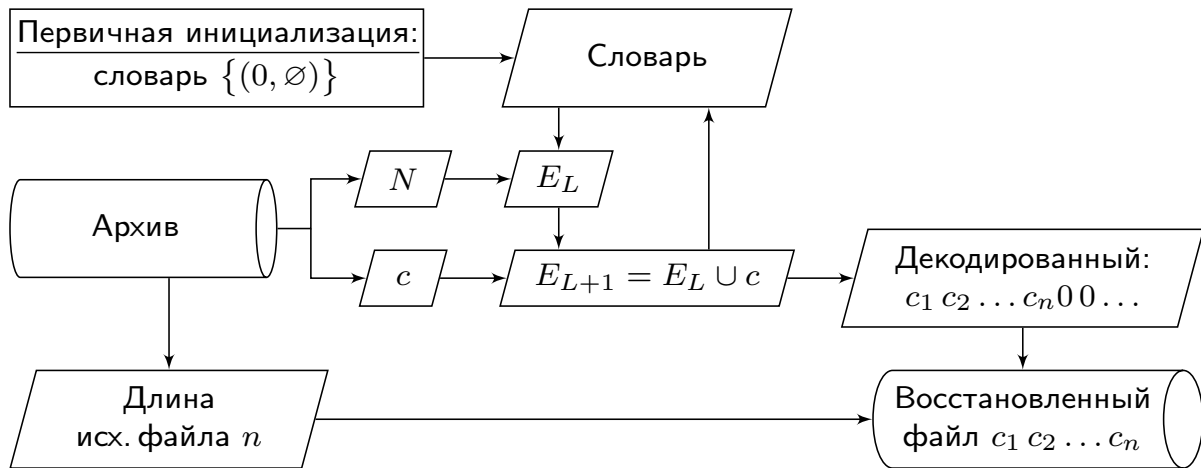 Первичная инициализация:
словарь {(0, ∅)}
Словарь
N
E_L
Архив
c
E_{L+1} = E_L ∪ c
Декодированный:
c_1 c_2 … c_n 0 0 …
Длина
исх. файла n
Восстановленный
файл c_1 c_2 … c_n